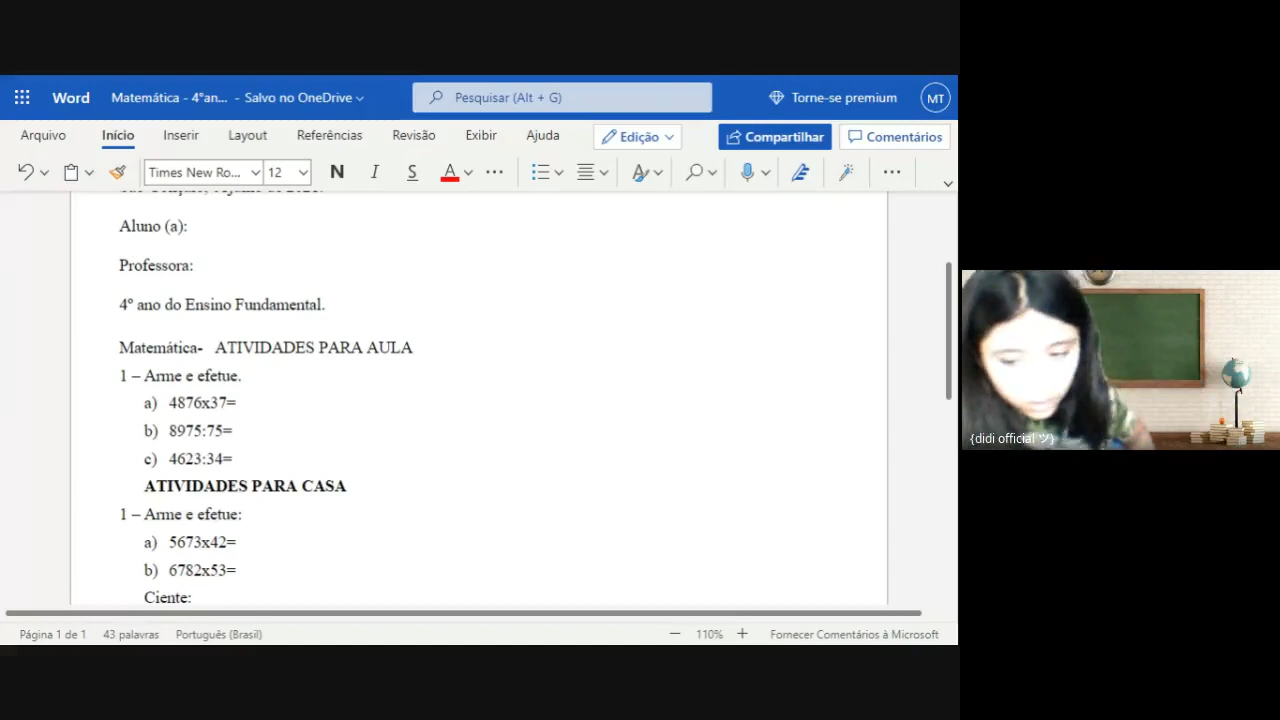 Word
Matemática - 4°an... - Salvo no OneDrive
Pesquisar (Alt + G)
Torne-se premium
MT
Arquivo
Início
Inserir
Layout
Referências
Revisão
Exibir
Ajuda
Edição
Compartilhar
Comentários
Times New Ro...
12
N
I
S
A
Aluno (a):
Professora:
4º ano do Ensino Fundamental.
Matemática- ATIVIDADES PARA AULA
1 – Arme e efetue.
a) 4876x37=
b) 8975:75=
c) 4623:34=
ATIVIDADES PARA CASA
1 – Arme e efetue:
a) 5673x42=
b) 6782x53=
Ciente:
Página 1 de 1
43 palavras
Português (Brasil)
110%
Fornecer Comentários à Microsoft
{didi official ツ}